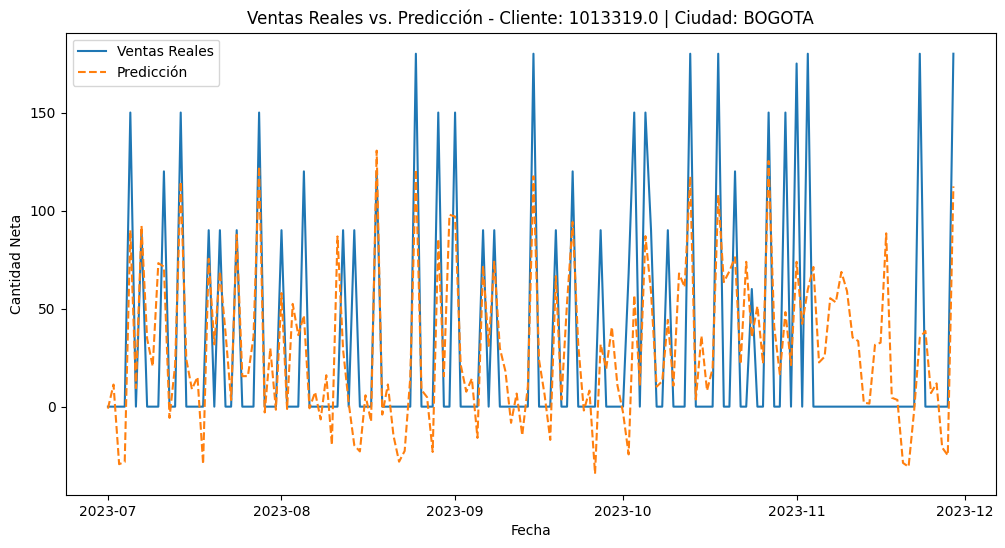 Ventas Reales vs. Predicción - Cliente: 1013319.0 | Ciudad: BOGOTA
Ventas Reales
Predicción
Cantidad Neta
150
100
50
0
2023-07
2023-08
2023-09
2023-10
2023-11
2023-12
Fecha